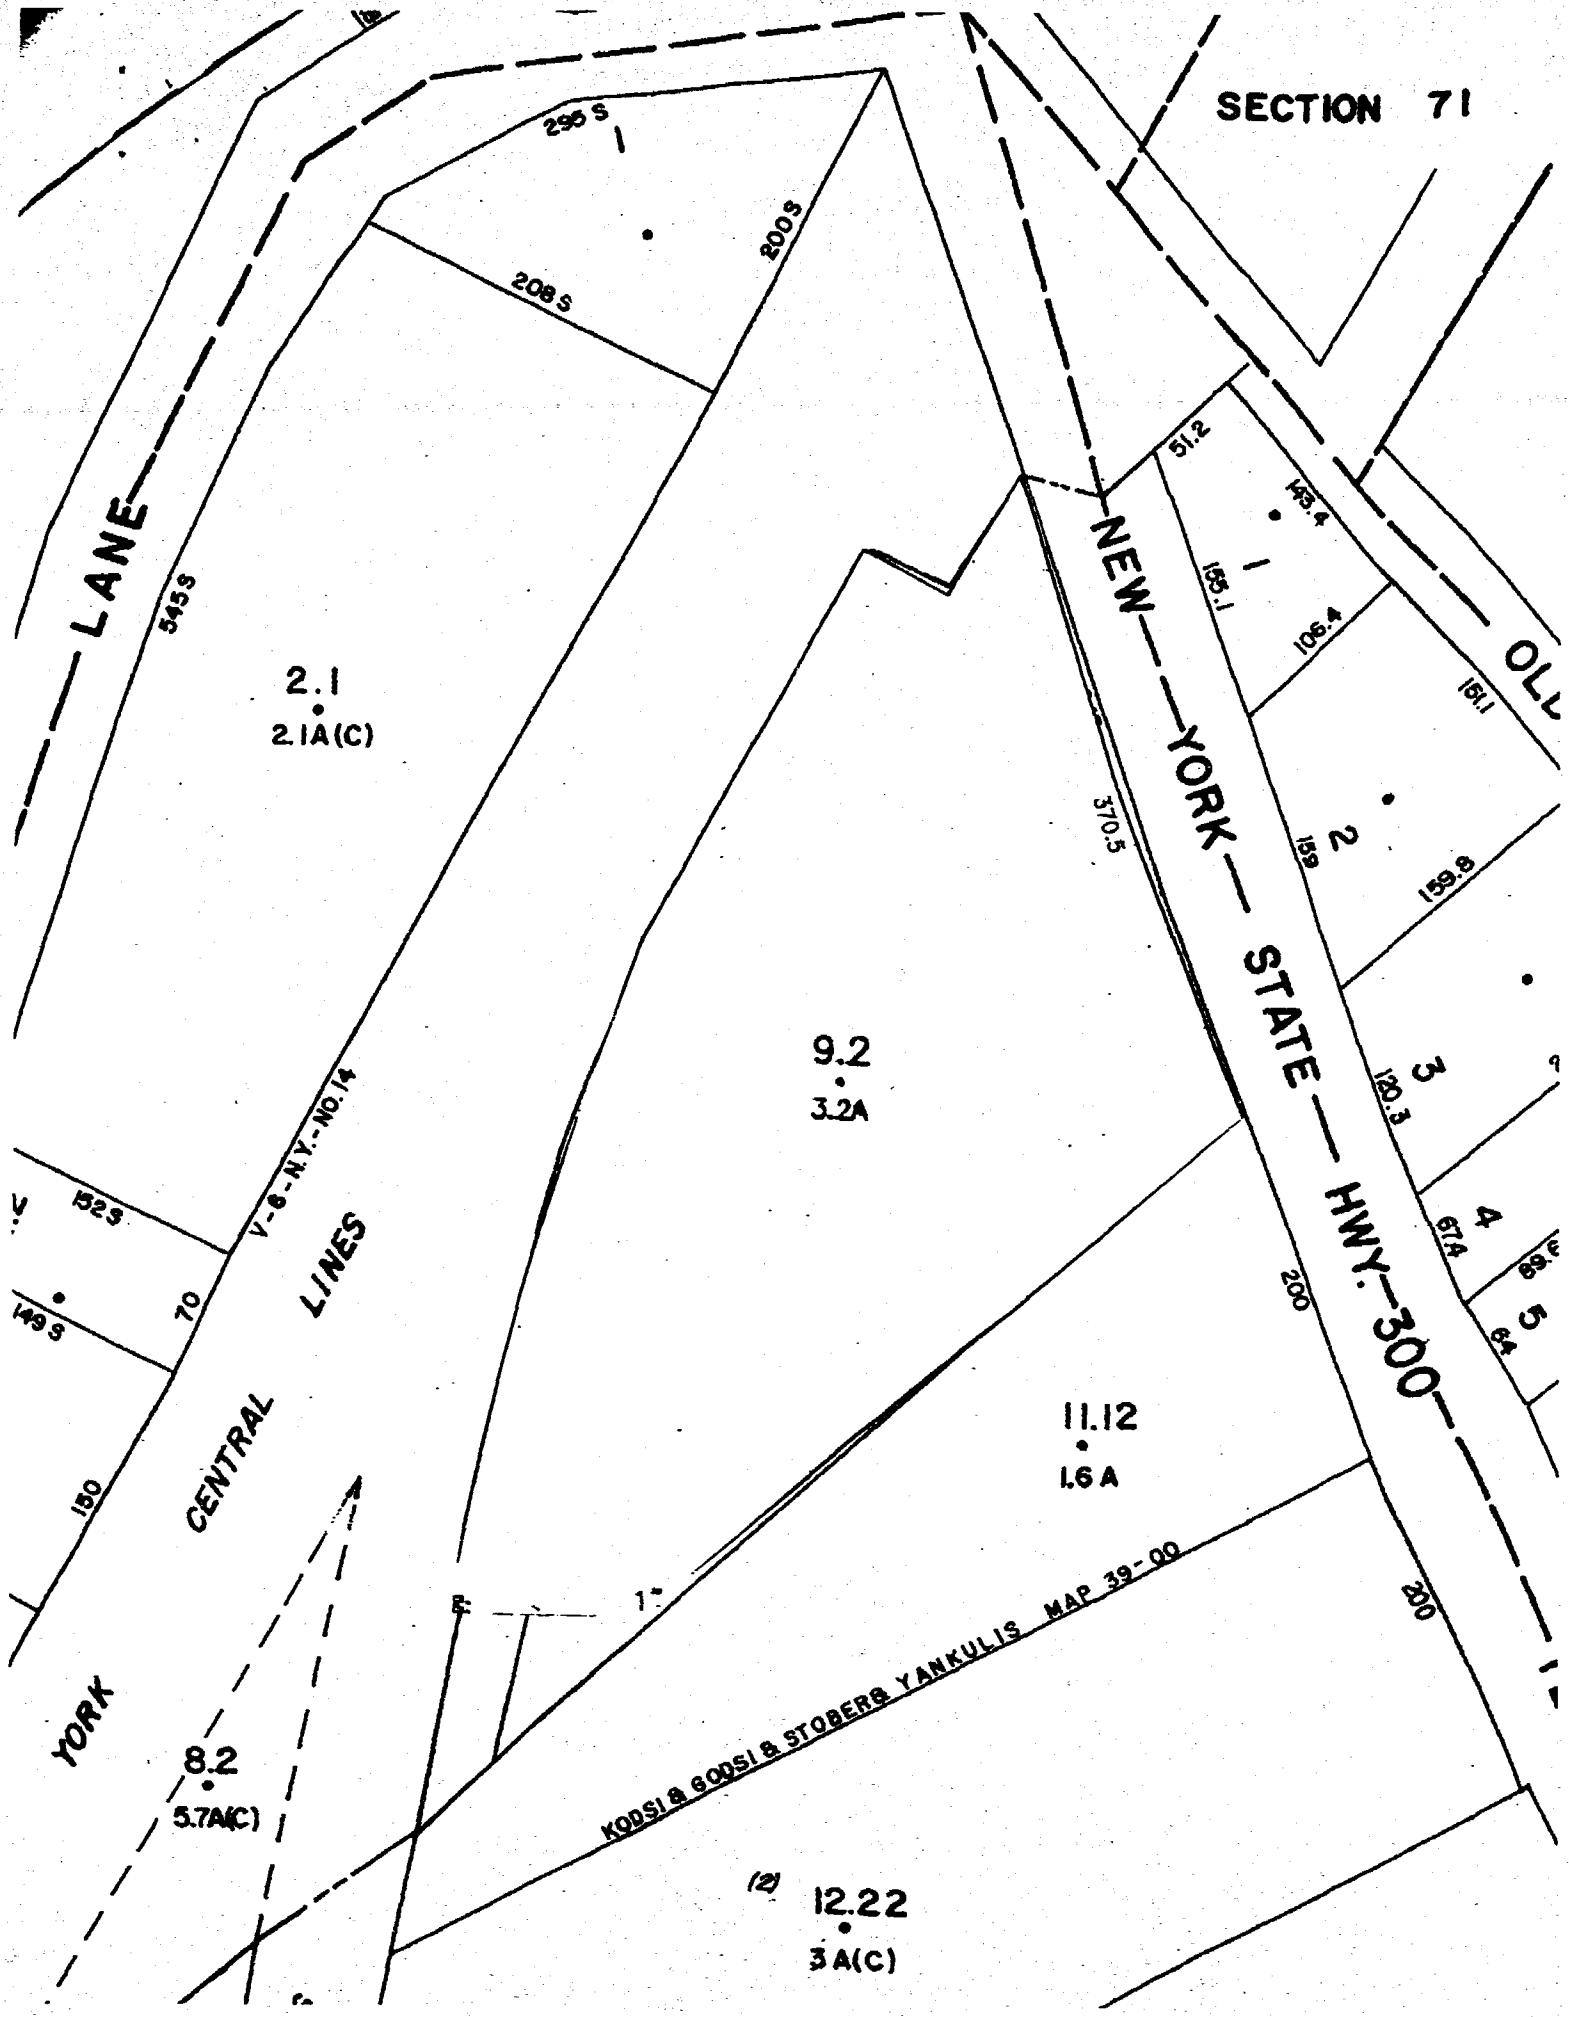 SECTION 71
295 S
1
200 S
208 S
51.2
143.4
LANE
NEW YORK STATE HWY. 300
545 S
155.1
1
106.4
OLD
151.1
2.1
2.1A(C)
370.5
159
2
159.8
9.2
3.2A
120.3
3
V-6-N.Y.-NO.14
152 S
67.4
4
89.6
YORK CENTRAL LINES
70
149 S
200
64
5
11.12
1.6 A
150
KODSI & GODSI & STOBER & YANKULIS MAP 39-00
200
8.2
5.7A(C)
(2)
12.22
3 A(C)